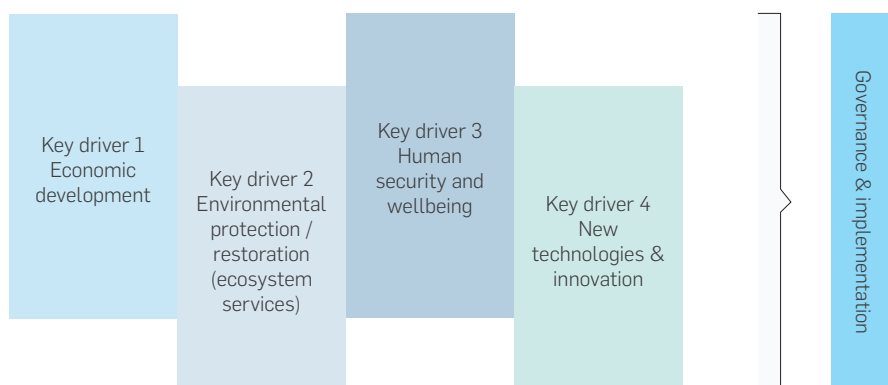 Key driver 1
Economic
development
Key driver 2
Environmental
protection /
restoration
(ecosystem
services)
Key driver 3
Human
security and
wellbeing
Key driver 4
New
technologies &
innovation
Governance & implementation